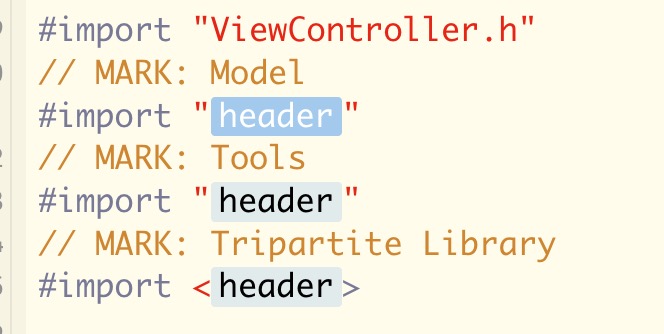 #import "ViewController.h"
// MARK: Model
#import "header"
// MARK: Tools
#import "header"
// MARK: Tripartite Library
#import <header>